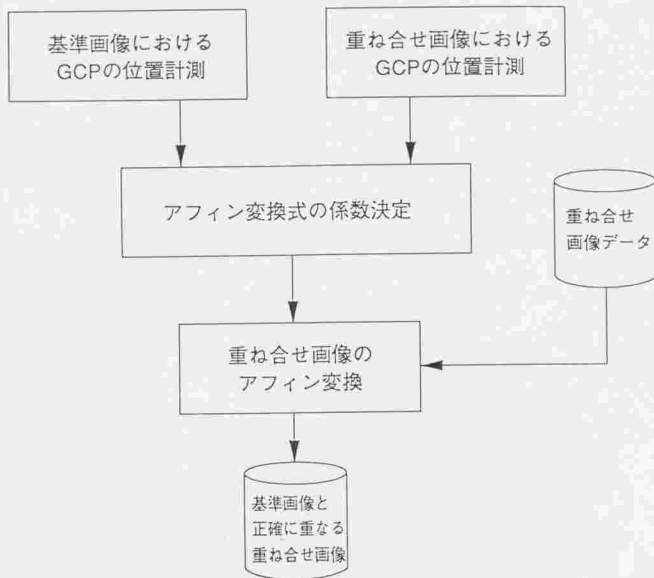 基準画像における
GCPの位置計測
重ね合せ画像における
GCPの位置計測
アフィン変換式の係数決定
重ね合せ
画像データ
重ね合せ画像の
アフィン変換
基準画像と
正確に重なる
重ね合せ画像